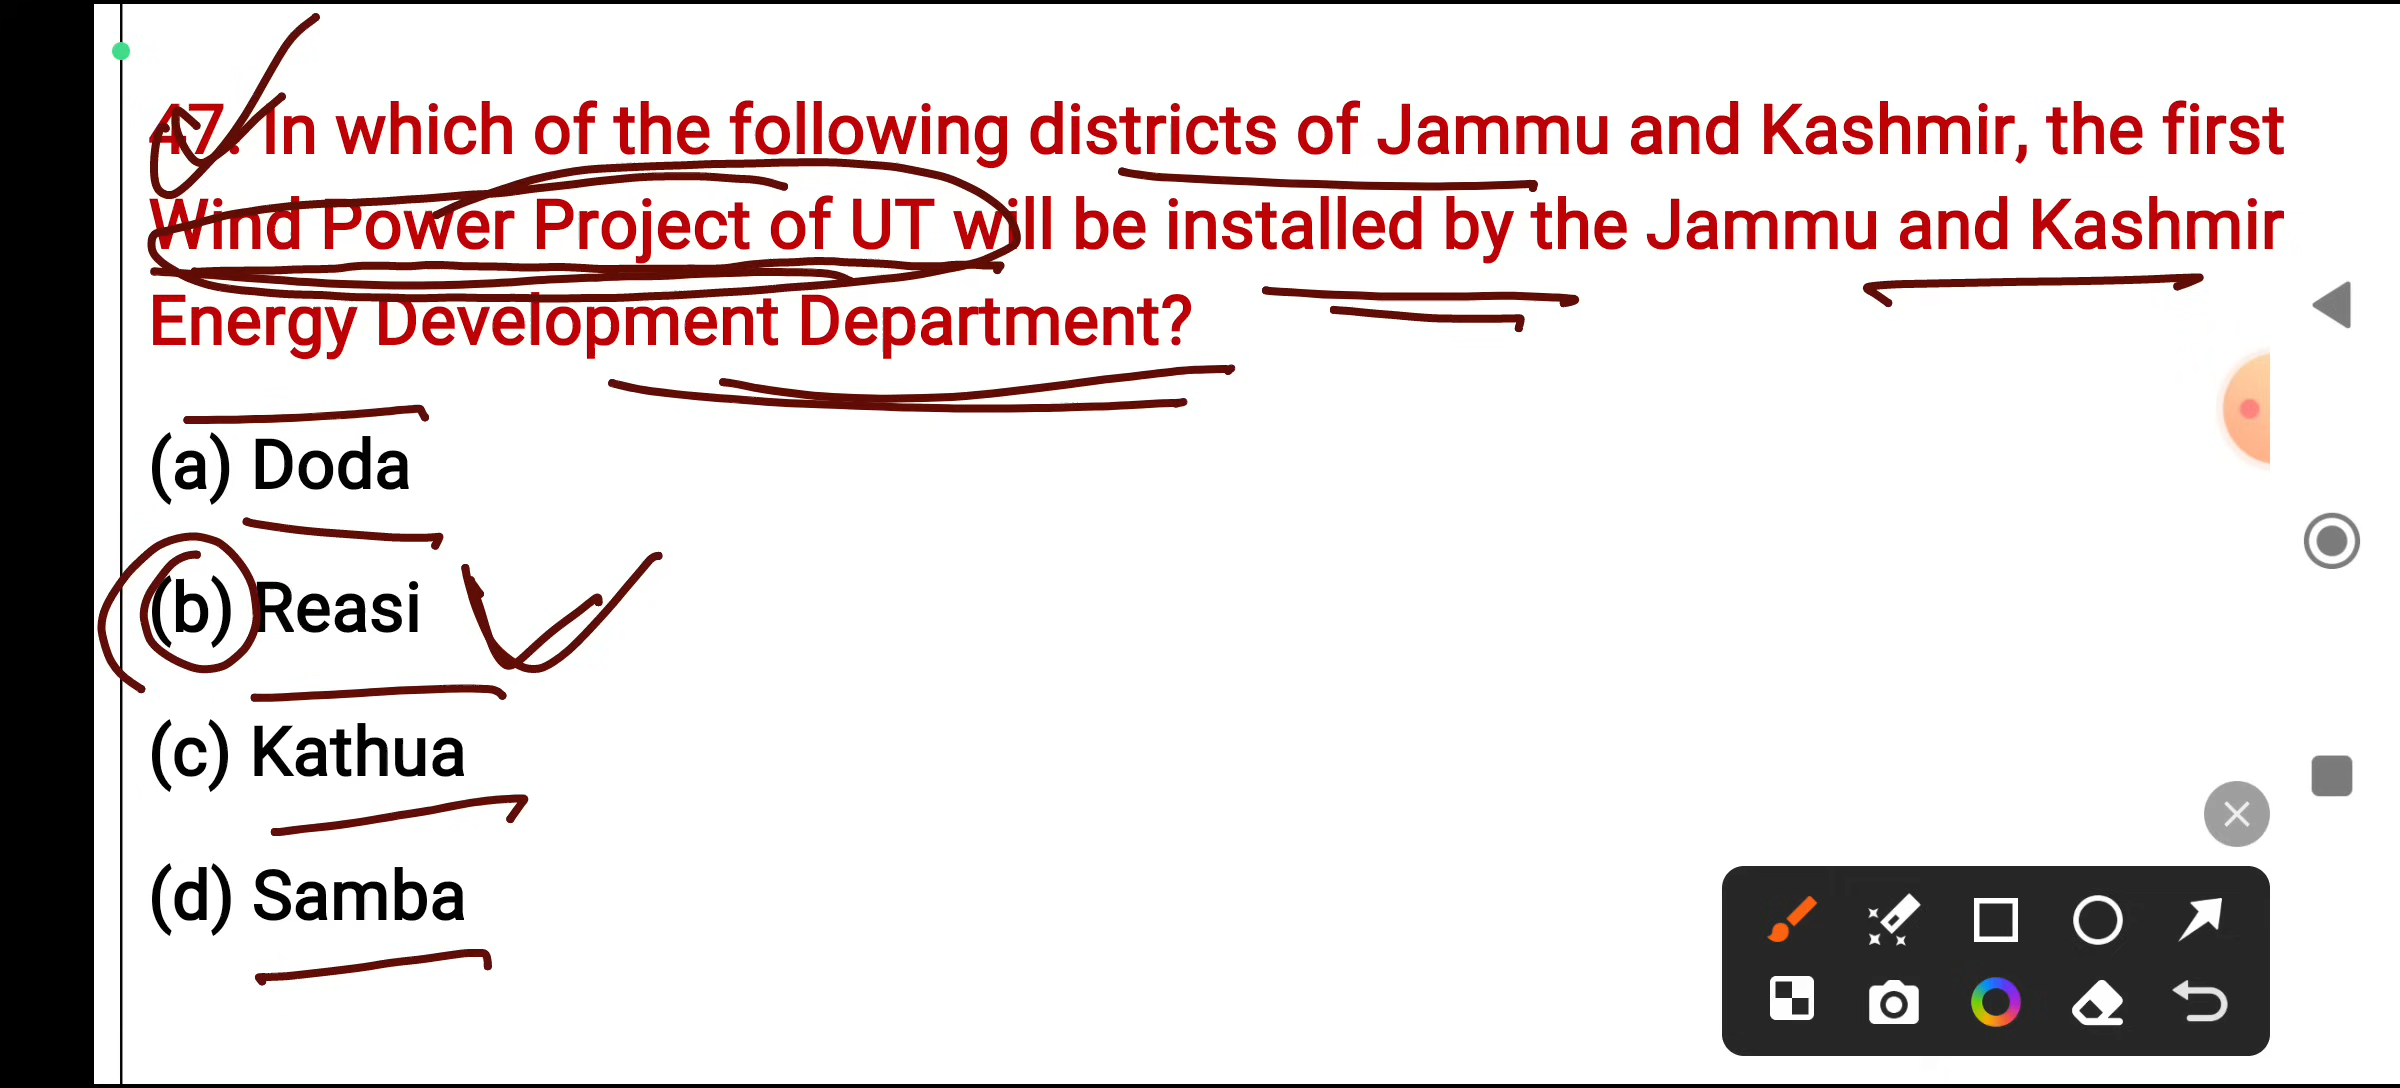 47. In which of the following districts of Jammu and Kashmir, the first
Wind Power Project of UT will be installed by the Jammu and Kashmir
Energy Development Department?
(a) Doda
(b) Reasi
(c) Kathua
(d) Samba